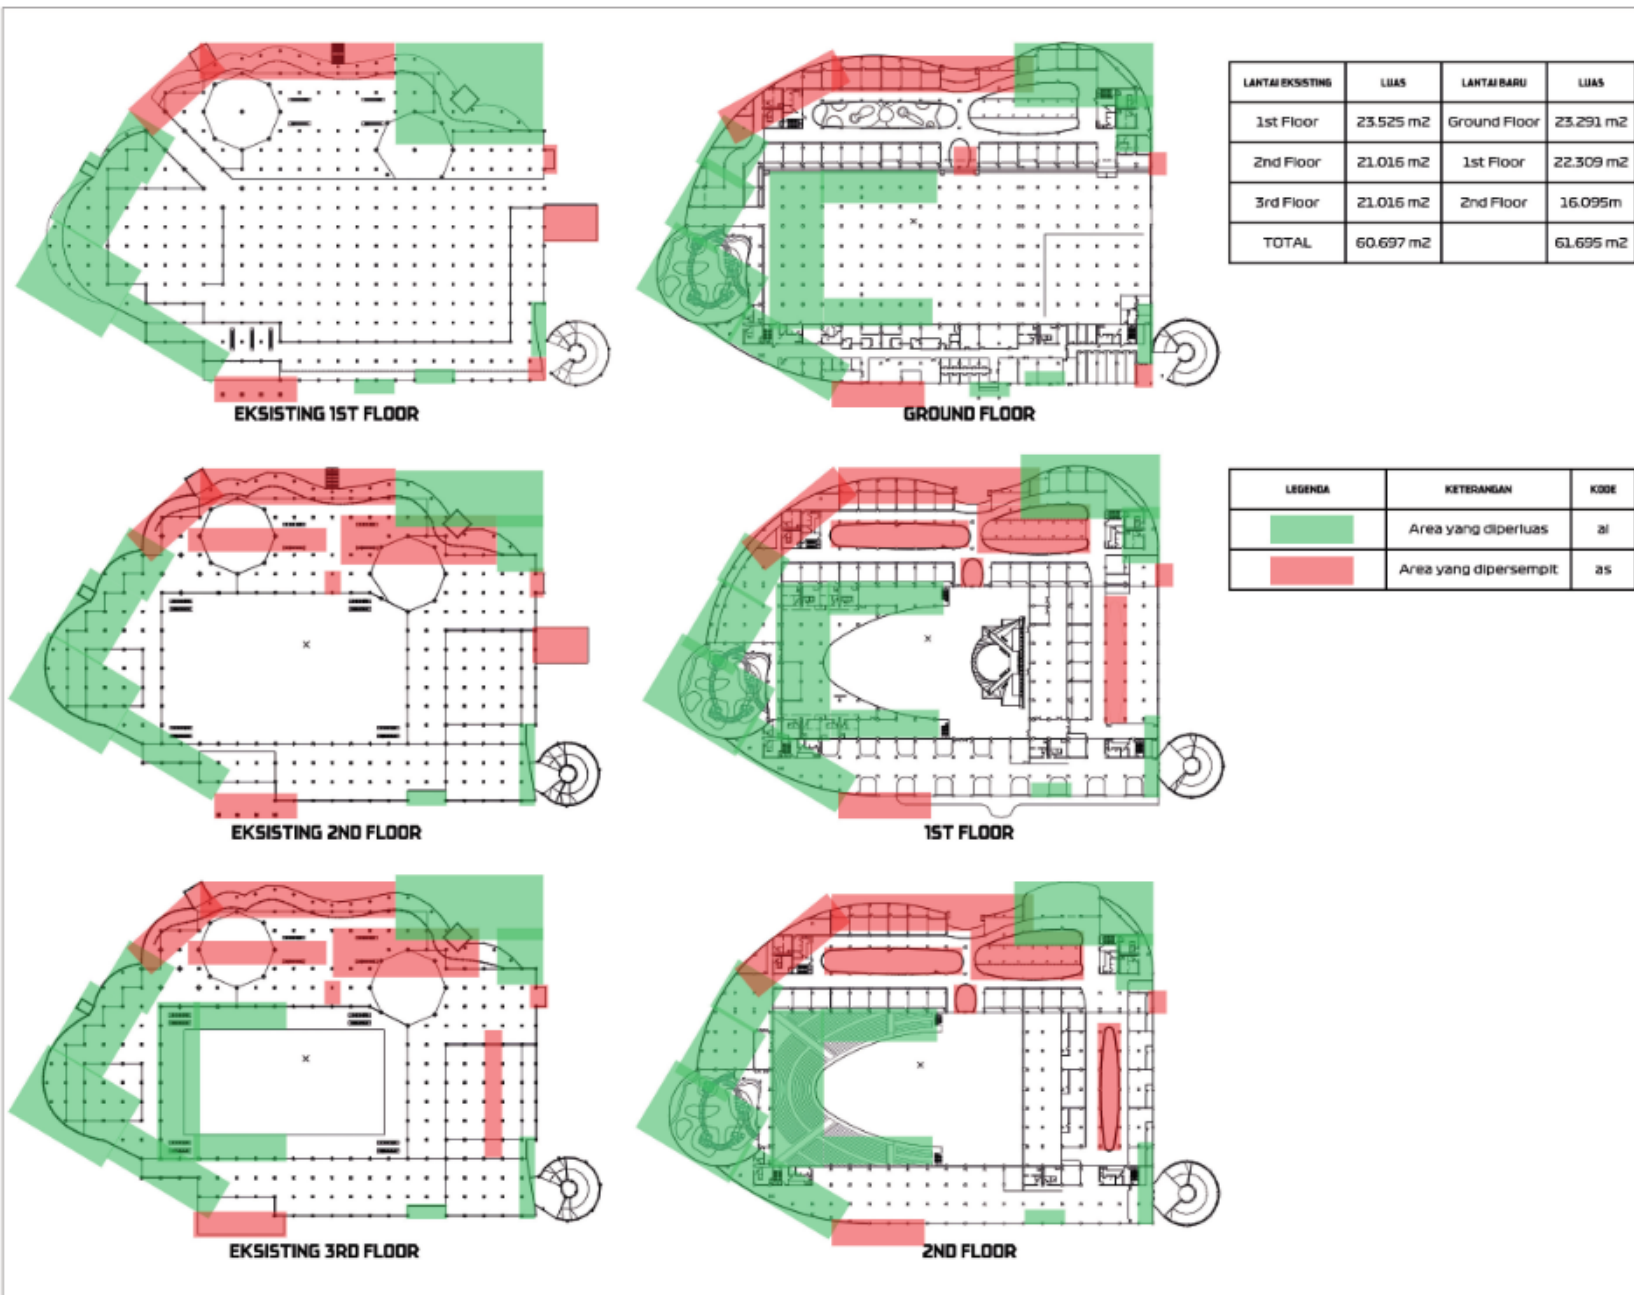 EKSISTING 1ST FLOOR
GROUND FLOOR
LANTAI EKSISTING LUAS LANTAI BARU LUAS
1st Floor 23.525 m2 Ground Floor 23.291 m2
2nd Floor 21.016 m2 1st Floor 22.309 m2
3rd Floor 21.016 m2 2nd Floor 16.095m
TOTAL 60.697 m2 61.695 m2
EKSISTING 2ND FLOOR
1ST FLOOR
LEGENDA KETERANGAN KODE
Area yang diperluas al
Area yang dipersempit as
EKSISTING 3RD FLOOR
2ND FLOOR